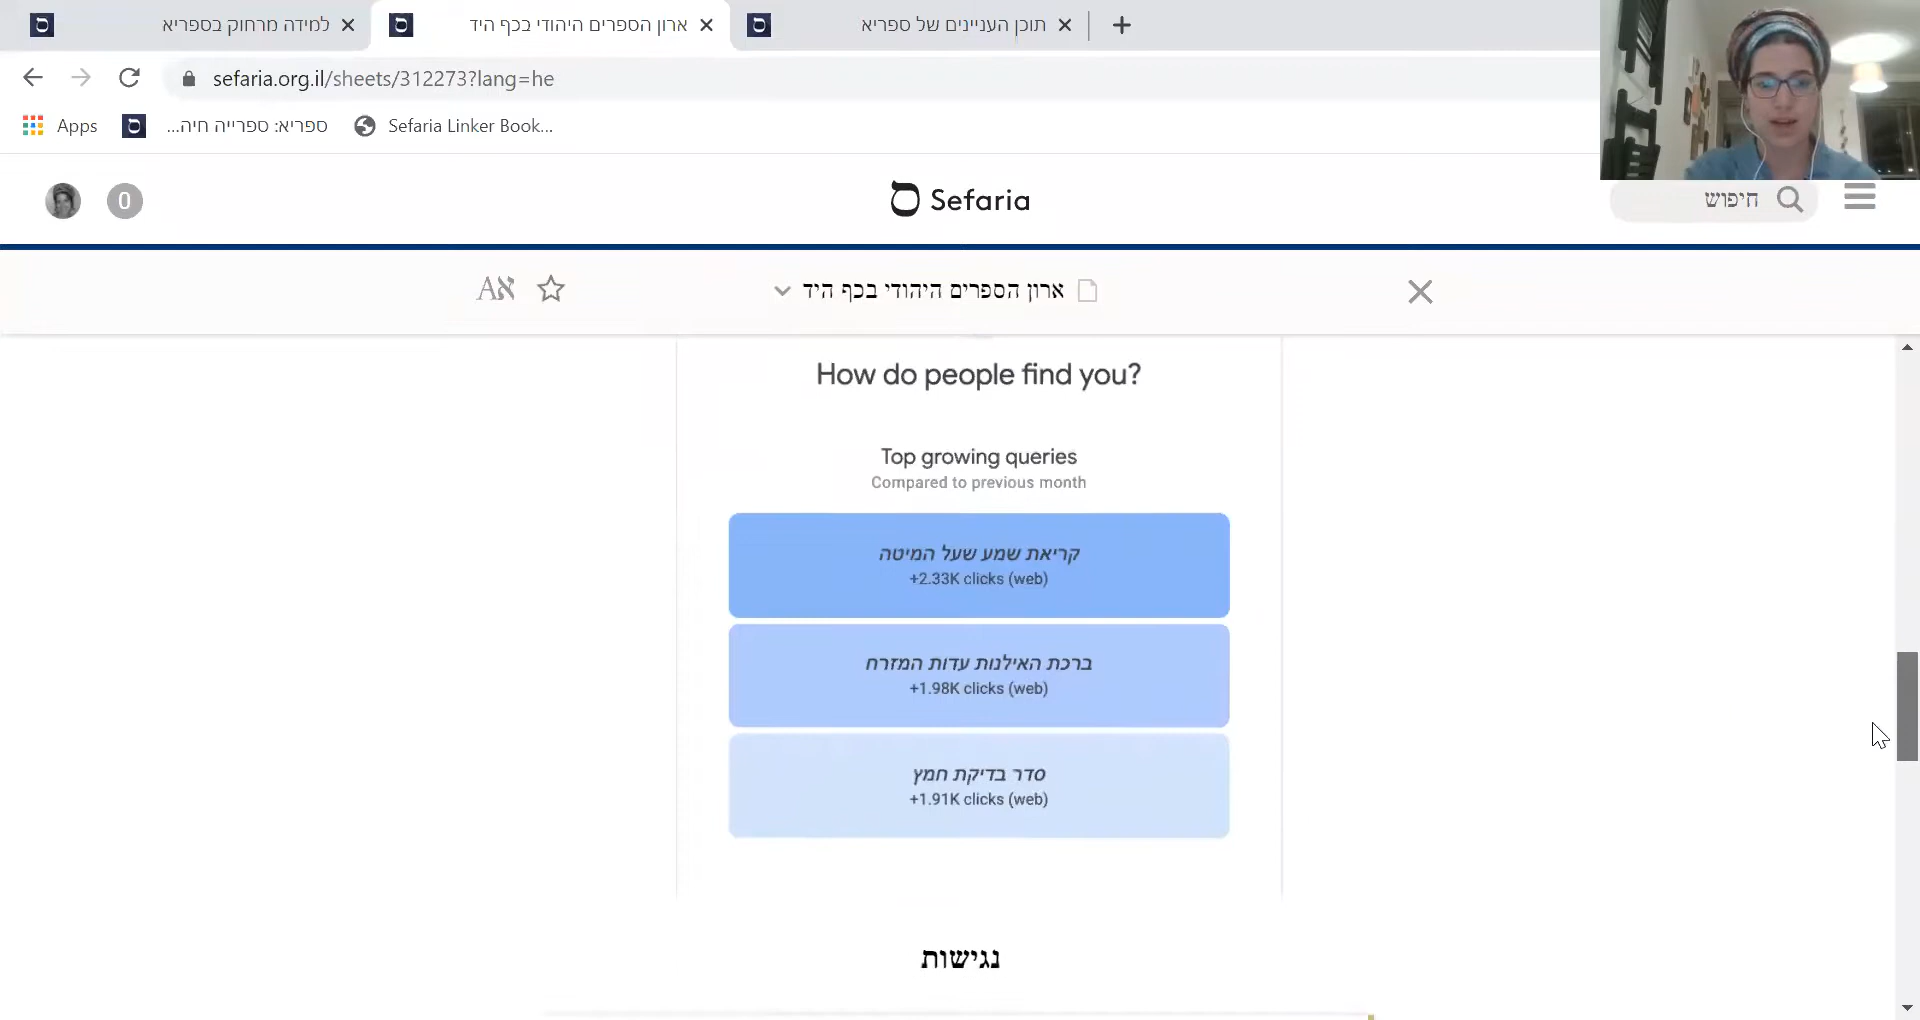 למידה מרחוק בספריא
ארון הספרים היהודי בכף היד
תוכן העניינים של ספריא
sefaria.org.il/sheets/312273?lang=he
Apps
ספריא: ספרייה חיה...
Sefaria Linker Book...
0
Sefaria
חיפוש
ארון הספרים היהודי בכף היד
Aא
How do people find you?
Top growing queries
Compared to previous month
קריאת שמע שעל המיטה
+2.33K clicks (web)
ברכת האילנות עדות המזרח
+1.98K clicks (web)
סדר בדיקת חמץ
+1.91K clicks (web)
נגישות